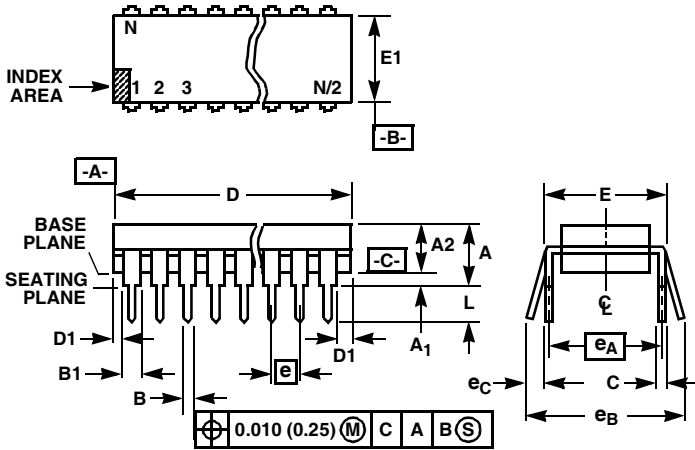 N
E1
INDEX
AREA
1 2 3 N/2
-B-
-A-
D
E
BASE
PLANE
A2
A
-C-
SEATING
PLANE
L
C L
D1
A1
D1
eA
B1
e
eC
C
B
eB
0.010 (0.25) M C A B S